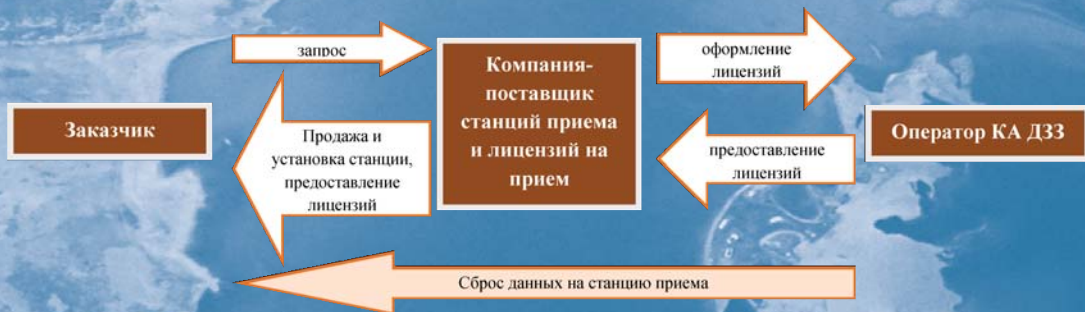 запрос
оформление
лицензий
Компания-
поставщик
станций приема
и лицензий на
прием
Заказчик
Продажа и
установка станции,
предоставление
лицензий
предоставление
лицензий
Оператор КА ДЗЗ
Сброс данных на станцию приема